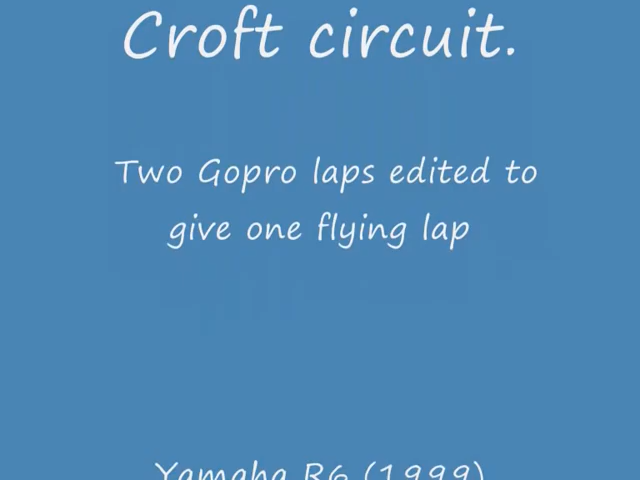 Croft circuit.
Two Gopro laps edited to
give one flying lap
Yamaha R6 (1999)